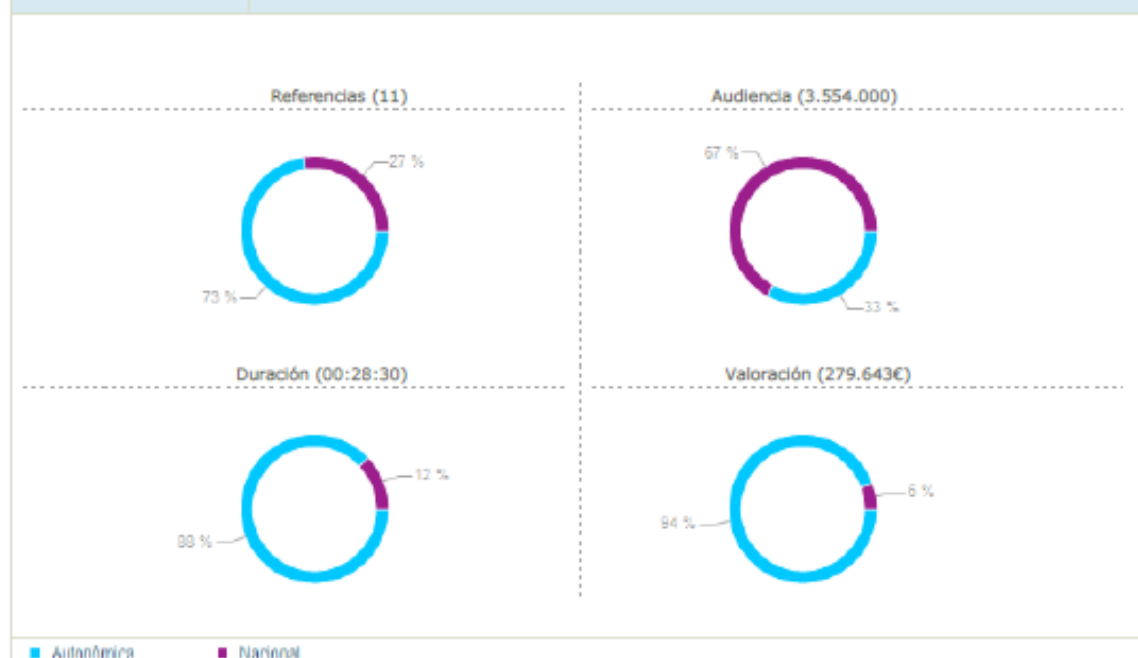 Referencias (11)
27 %
73 %
Audiencia (3.554.000)
67 %
33 %
Duración (00:28:30)
12 %
88 %
Valoración (279.643€)
6 %
94 %
Autonómica
Nacional